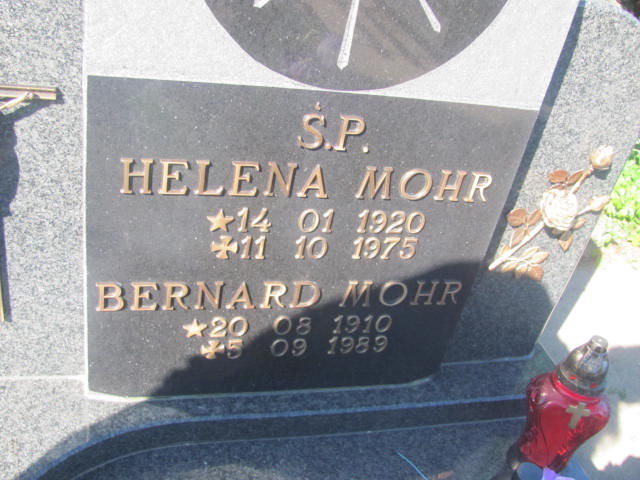 Ś.P.
HELENA MOHR
★14 01 1920
✠11 10 1975
BERNARD MOHR
★20 08 1910
✠5 09 1989